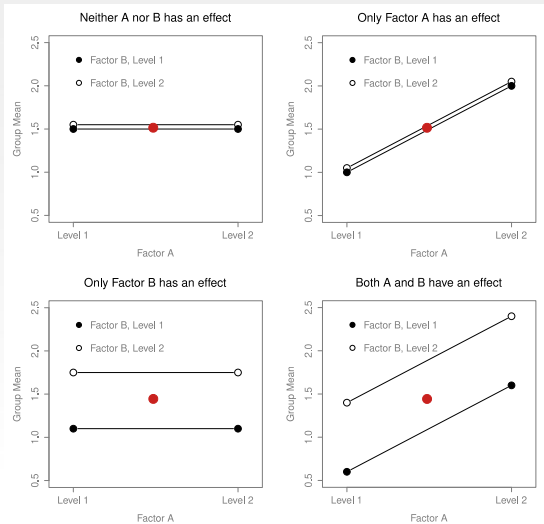 Neither A nor B has an effect
2.5
2.0
1.5
1.0
0.5
Group Mean
Factor B, Level 1
Factor B, Level 2
Level 1
Level 2
Factor A
Only Factor A has an effect
2.5
2.0
1.5
1.0
0.5
Group Mean
Factor B, Level 1
Factor B, Level 2
Level 1
Level 2
Factor A
Only Factor B has an effect
2.5
2.0
1.5
1.0
0.5
Group Mean
Factor B, Level 1
Factor B, Level 2
Level 1
Level 2
Factor A
Both A and B have an effect
2.5
2.0
1.5
1.0
0.5
Group Mean
Factor B, Level 1
Factor B, Level 2
Level 1
Level 2
Factor A